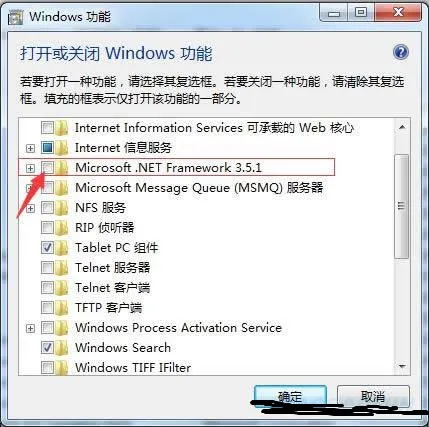 Windows 功能
打开或关闭 Windows 功能
若要打开一种功能，请选择其复选框。若要关闭一种功能，请清除其复选
框。填充的框表示仅打开该功能的一部分。
Internet Information Services 可承载的 Web 核心
Internet 信息服务
Microsoft .NET Framework 3.5.1
Microsoft Message Queue (MSMQ) 服务器
NFS 服务
RIP 侦听器
Tablet PC 组件
Telnet 服务器
Telnet 客户端
TFTP 客户端
Windows Process Activation Service
Windows Search
Windows TIFF IFilter
确定
取消